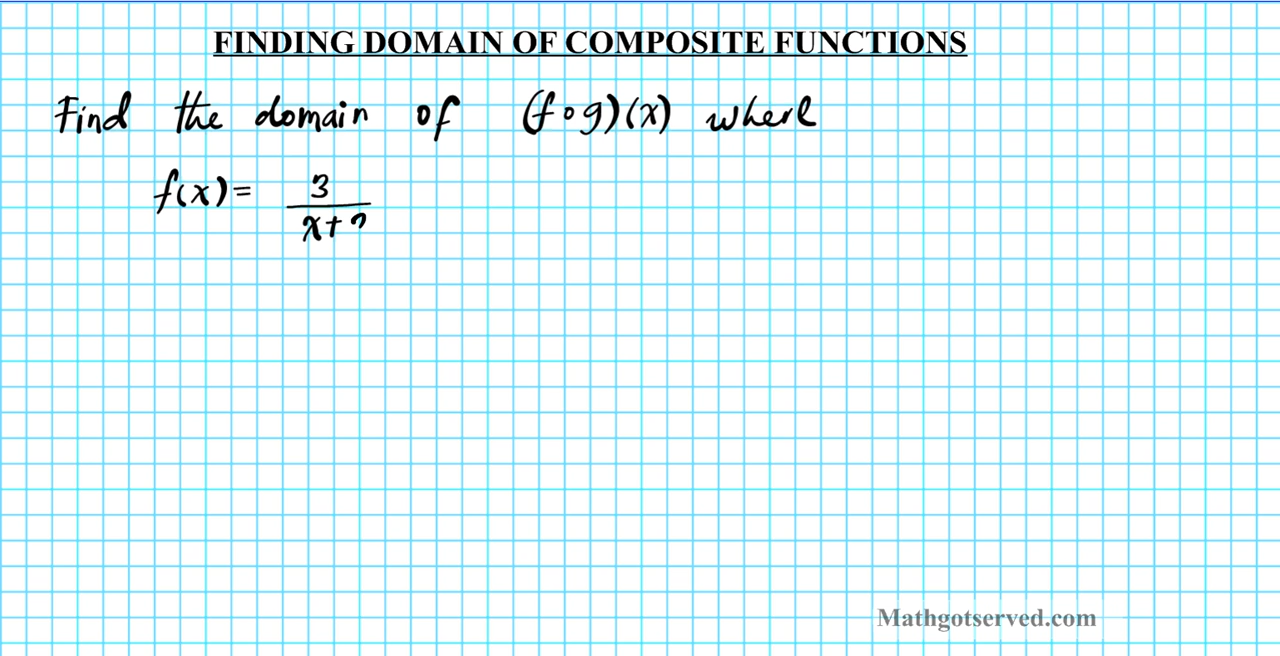 FINDING DOMAIN OF COMPOSITE FUNCTIONS
Find the domain of (f∘g)(x) where
f(x) = 3
x +
Mathgotserved.com